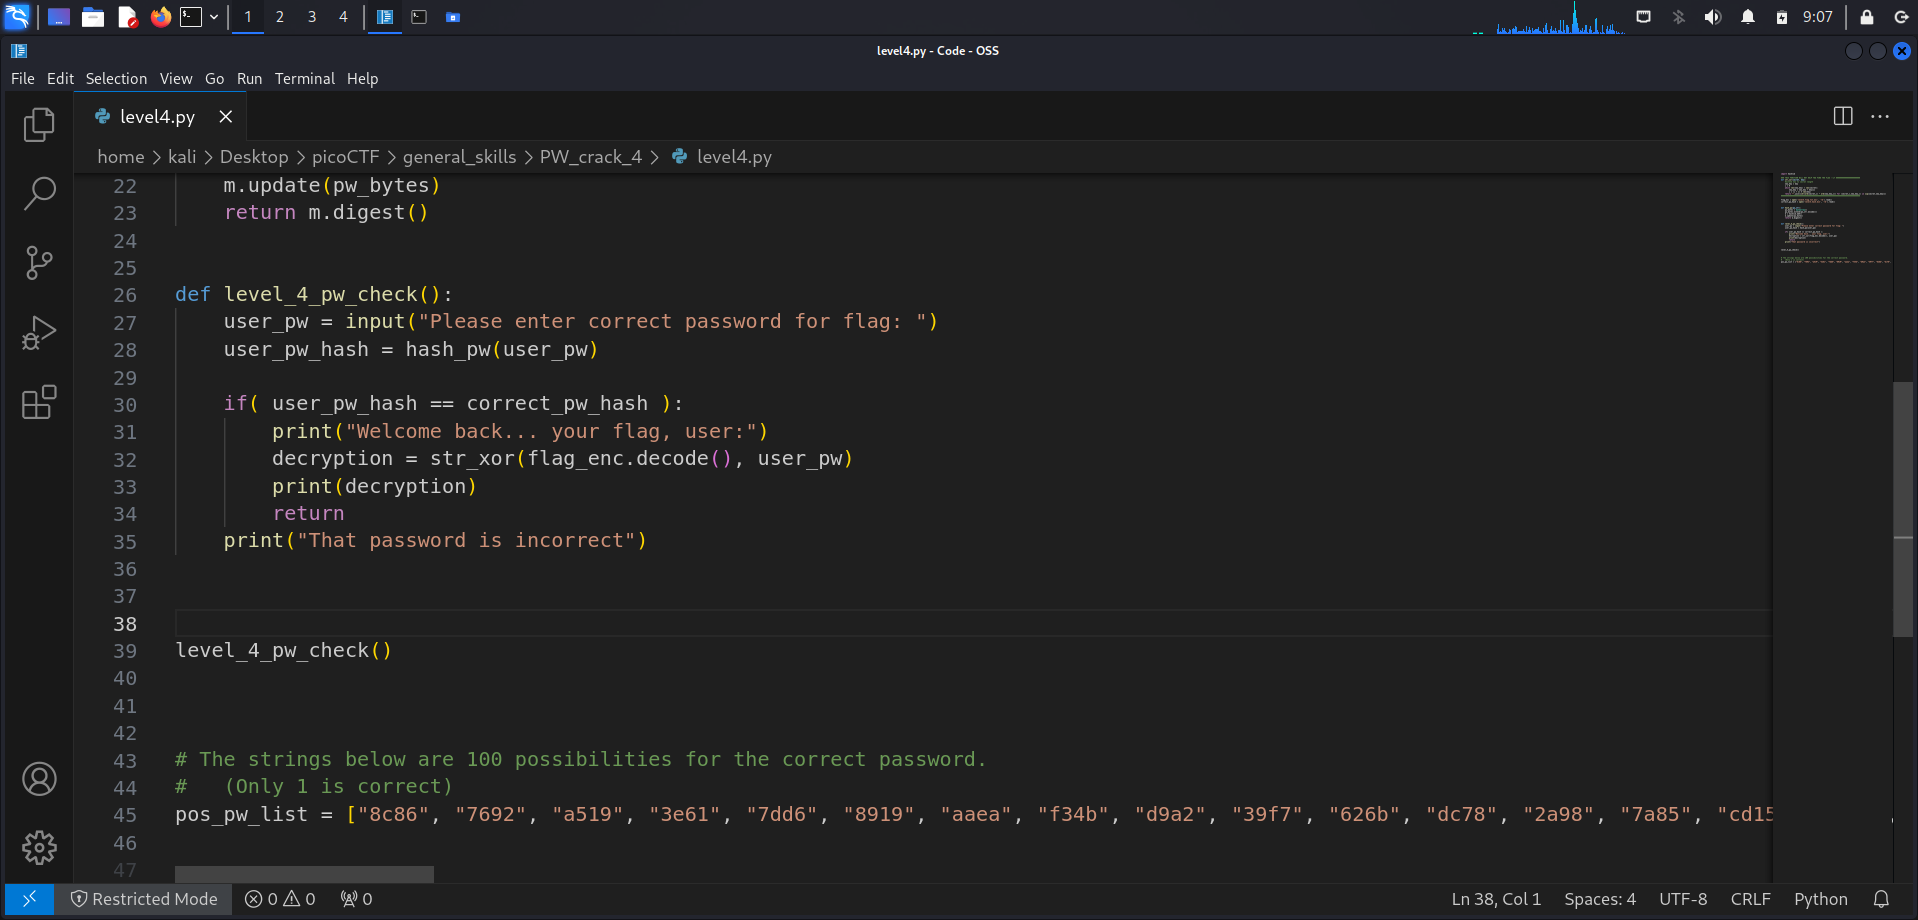 1 2 3 4 9:07
level4.py - Code - OSS
File Edit Selection View Go Run Terminal Help
level4.py
home > kali > Desktop > picoCTF > general_skills > PW_crack_4 > level4.py
22 m.update(pw_bytes)
23 return m.digest()
24
25
26 def level_4_pw_check():
27 user_pw = input("Please enter correct password for flag: ")
28 user_pw_hash = hash_pw(user_pw)
29
30 if( user_pw_hash == correct_pw_hash ):
31 print("Welcome back... your flag, user:")
32 decryption = str_xor(flag_enc.decode(), user_pw)
33 print(decryption)
34 return
35 print("That password is incorrect")
36
37
38
39 level_4_pw_check()
40
41
42
43 # The strings below are 100 possibilities for the correct password.
44 # (Only 1 is correct)
45 pos_pw_list = ["8c86", "7692", "a519", "3e61", "7dd6", "8919", "aaea", "f34b", "d9a2", "39f7", "626b", "dc78", "2a98", "7a85", "cd15
46
47
Restricted Mode 0 0 0 Ln 38, Col 1 Spaces: 4 UTF-8 CRLF Python